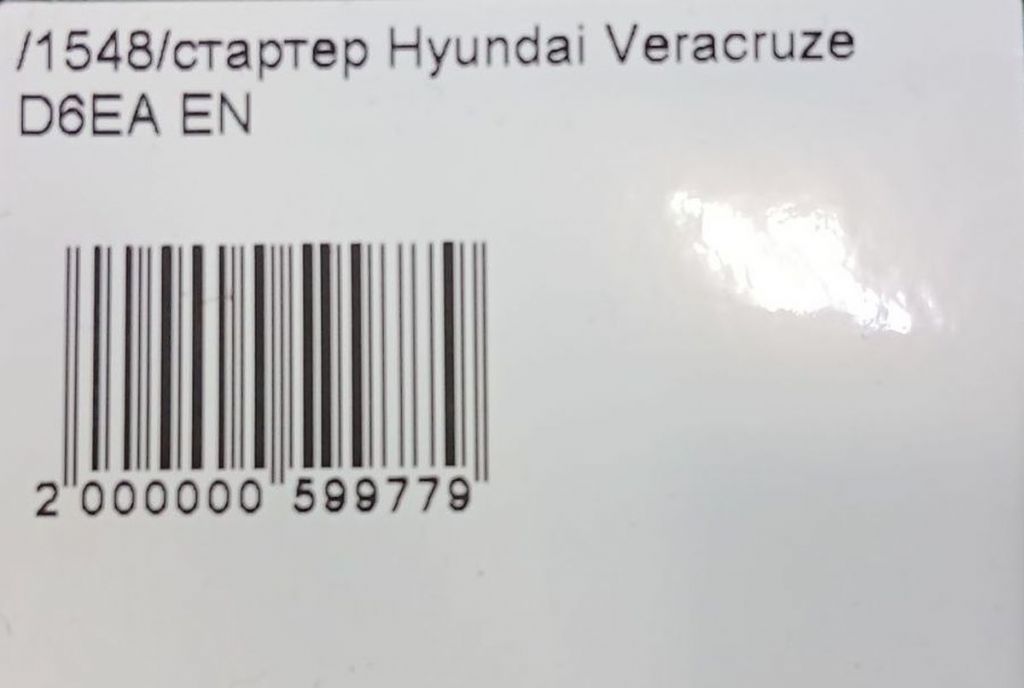 /1548/стартер Hyundai Veracruze
D6EA EN
2 000000 599779